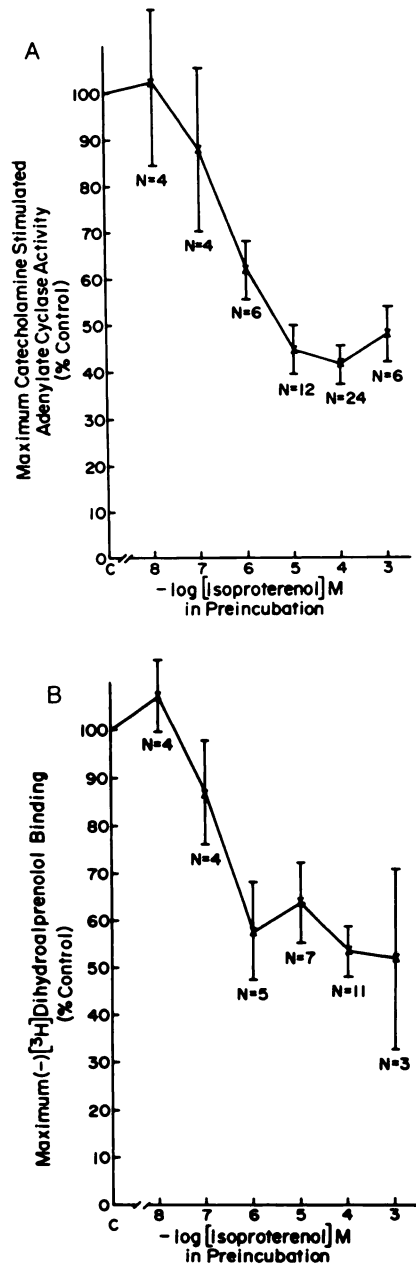 A
Maximum Catecholamine Stimulated
Adenylate Cyclase Activity
(% Control)
100
90
80
70
60
50
40
30
20
10
0
N=4
N=4
N=6
N=12
N=24
N=6
C
8
7
6
5
4
3
-log [Isoproterenol] M
in Preincubation
B
Maximum (-)[³H]Dihydroalprenolol Binding
(% Control)
100
90
80
70
60
50
40
30
20
10
0
N=4
N=4
N=5
N=7
N=11
N=3
C
8
7
6
5
4
3
-log [Isoproterenol] M
in Preincubation